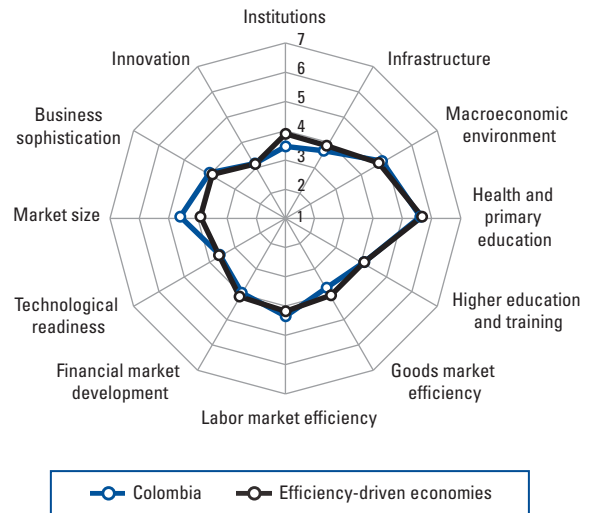 Institutions
Infrastructure
Macroeconomic
environment
Health and
primary
education
Higher education
and training
Goods market
efficiency
Labor market efficiency
Financial market
development
Technological
readiness
Market size
Business
sophistication
Innovation
7
6
5
4
3
2
1
Colombia
Efficiency-driven economies